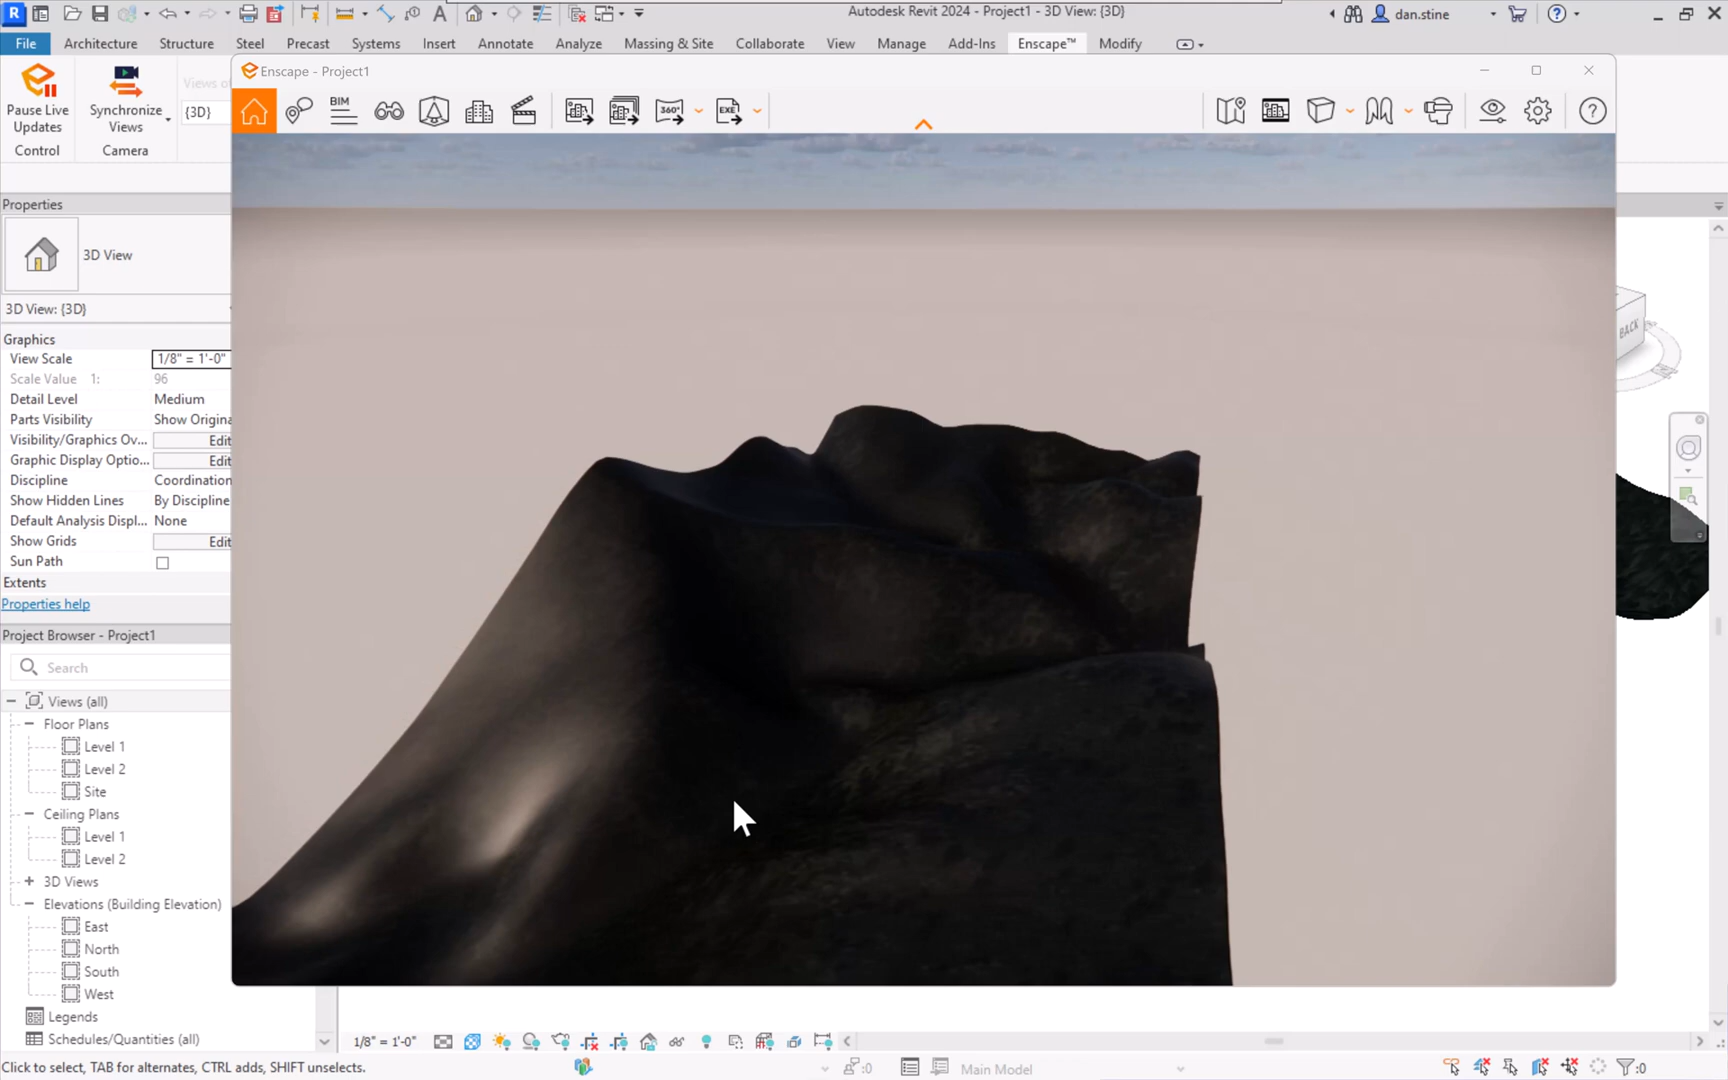 R
A
Autodesk Revit 2024 - Project1 - 3D View: {3D}
dan.stine
File Architecture Structure Steel Precast Systems Insert Annotate Analyze Massing & Site Collaborate View Manage Add-Ins Enscape™ Modify
Enscape - Project1
Pause Live
Updates
Control
Synchronize
Views
Camera
{3D}
BIM
360°
EXE
Properties
3D View
3D View: {3D}
Graphics
View Scale 1/8" = 1'-0"
Scale Value 1: 96
Detail Level Medium
Parts Visibility Show Origina
Visibility/Graphics Ov... Edit
Graphic Display Optio... Edit
Discipline Coordination
Show Hidden Lines By Discipline
Default Analysis Displ... None
Show Grids Edit
Sun Path
Extents
Properties help
Project Browser - Project1
Search
Views (all)
Floor Plans
Level 1
Level 2
Site
Ceiling Plans
Level 1
Level 2
3D Views
Elevations (Building Elevation)
East
North
South
West
Legends
Schedules/Quantities (all)
BACK
1/8" = 1'-0"
Click to select, TAB for alternates, CTRL adds, SHIFT unselects.
:0
Main Model
:0